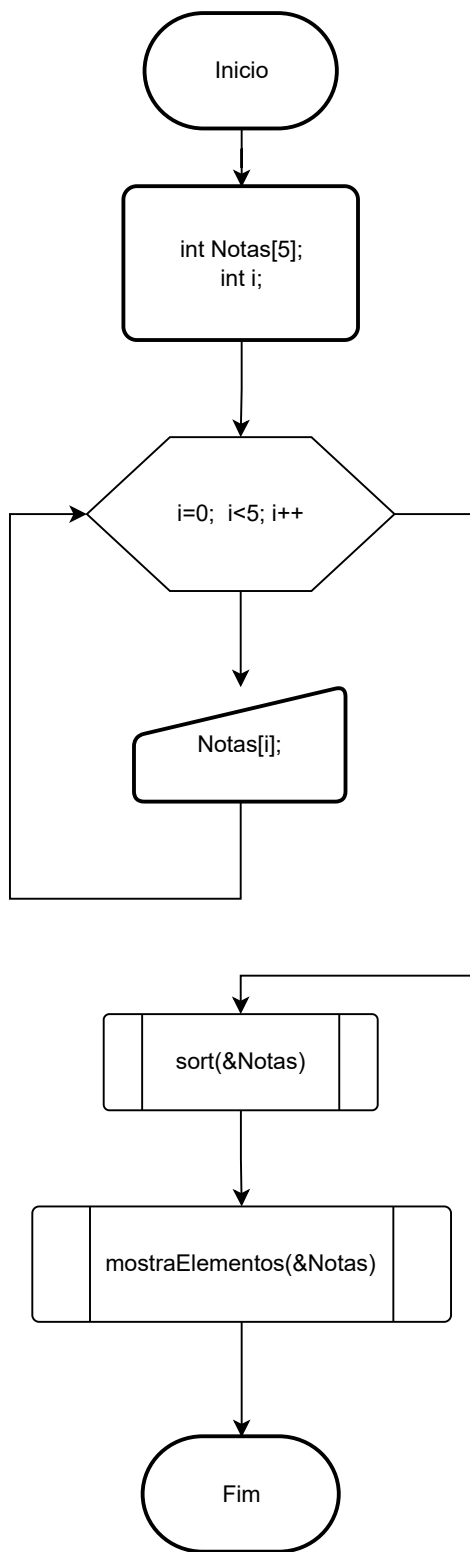 Inicio
int Notas[5];
int i;
i=0;  i<5; i++
Notas[i];
sort(&Notas)
mostraElementos(&Notas)
Fim